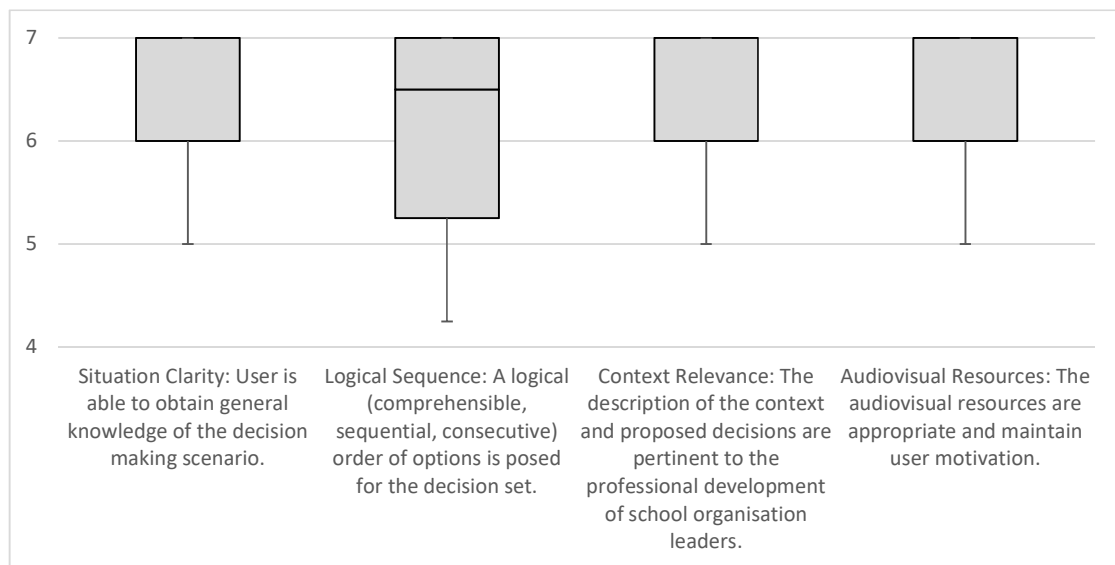 7
6
5
4
Situation Clarity: User is
able to obtain general
knowledge of the decision
making scenario.
Logical Sequence: A logical
(comprehensible,
sequential, consecutive)
order of options is posed
for the decision set.
Context Relevance: The
description of the context
and proposed decisions are
pertinent to the
professional development
of school organisation
leaders.
Audiovisual Resources: The
audiovisual resources are
appropriate and maintain
user motivation.